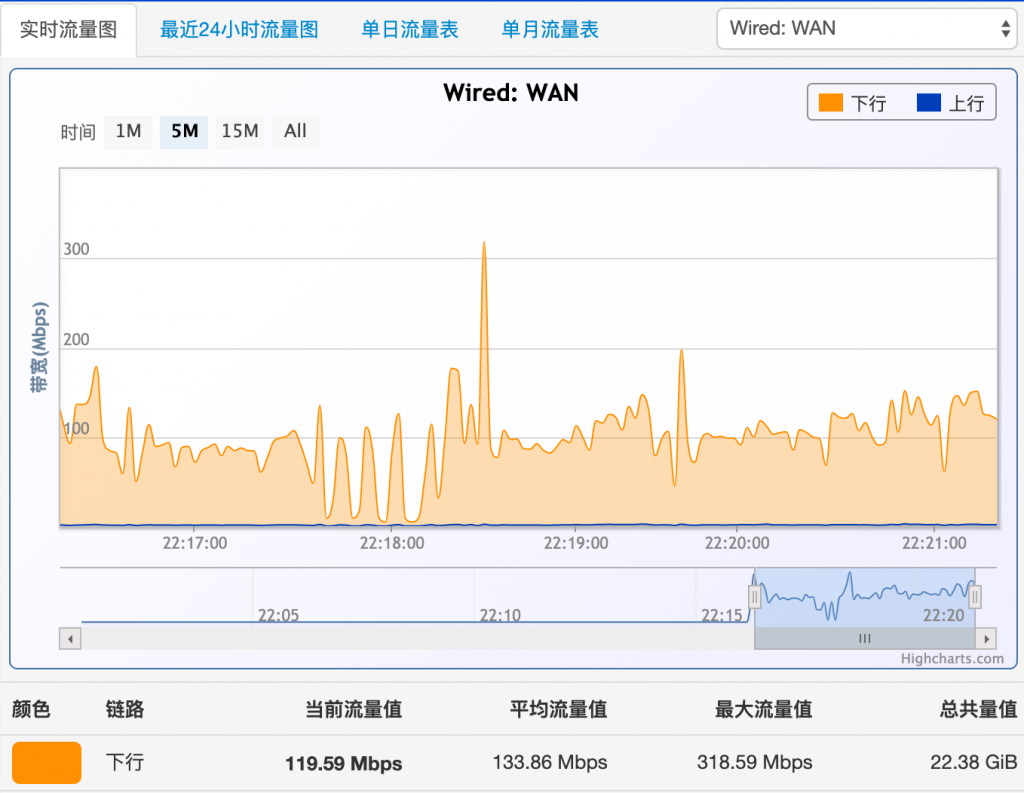 实时流量图 最近24小时流量图 单日流量表 单月流量表 Wired: WAN
Wired: WAN
下行 上行
时间 1M 5M 15M All
带宽(Mbps)
300
200
100
22:17:00 22:18:00 22:19:00 22:20:00 22:21:00
22:05 22:10 22:15 22:20
Highcharts.com
颜色 链路 当前流量值 平均流量值 最大流量值 总共量值
下行 119.59 Mbps 133.86 Mbps 318.59 Mbps 22.38 GiB